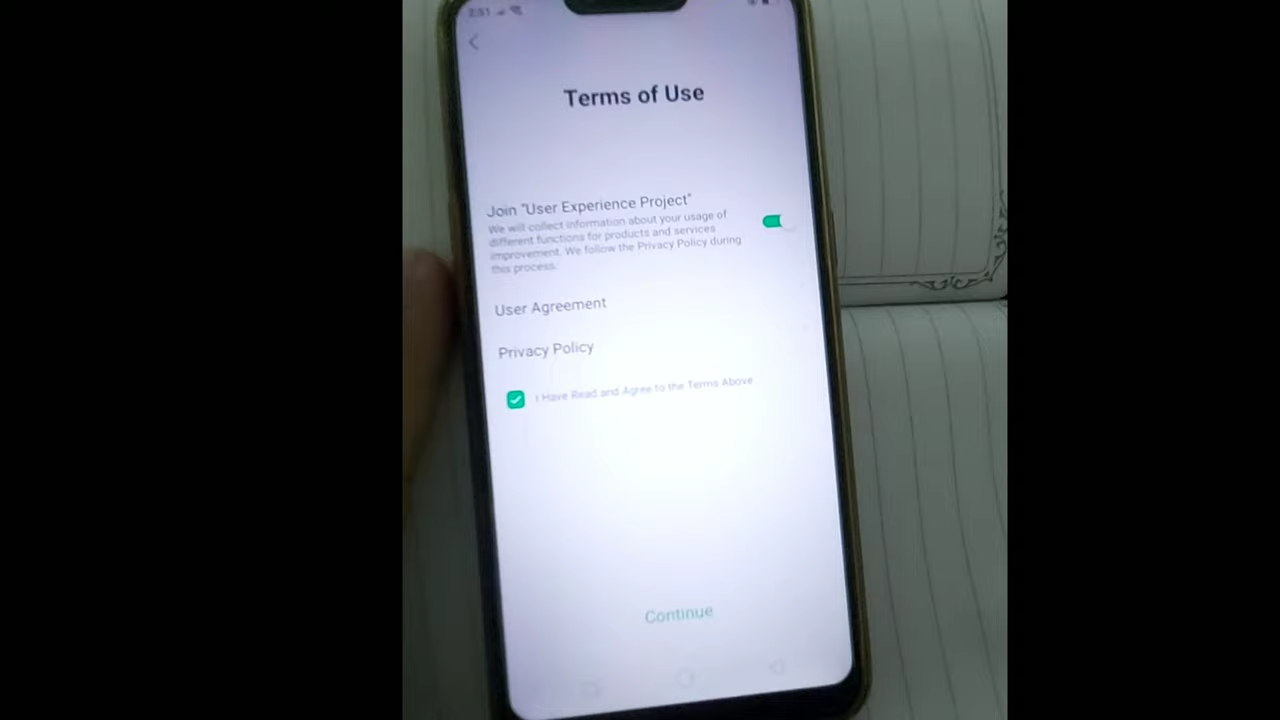 2:51
Terms of Use
Join "User Experience Project"
We will collect information about your usage of
different functions for products and services
improvement. We follow the Privacy Policy during
this process.
User Agreement
Privacy Policy
I Have Read and Agree to the Terms Above
Continue